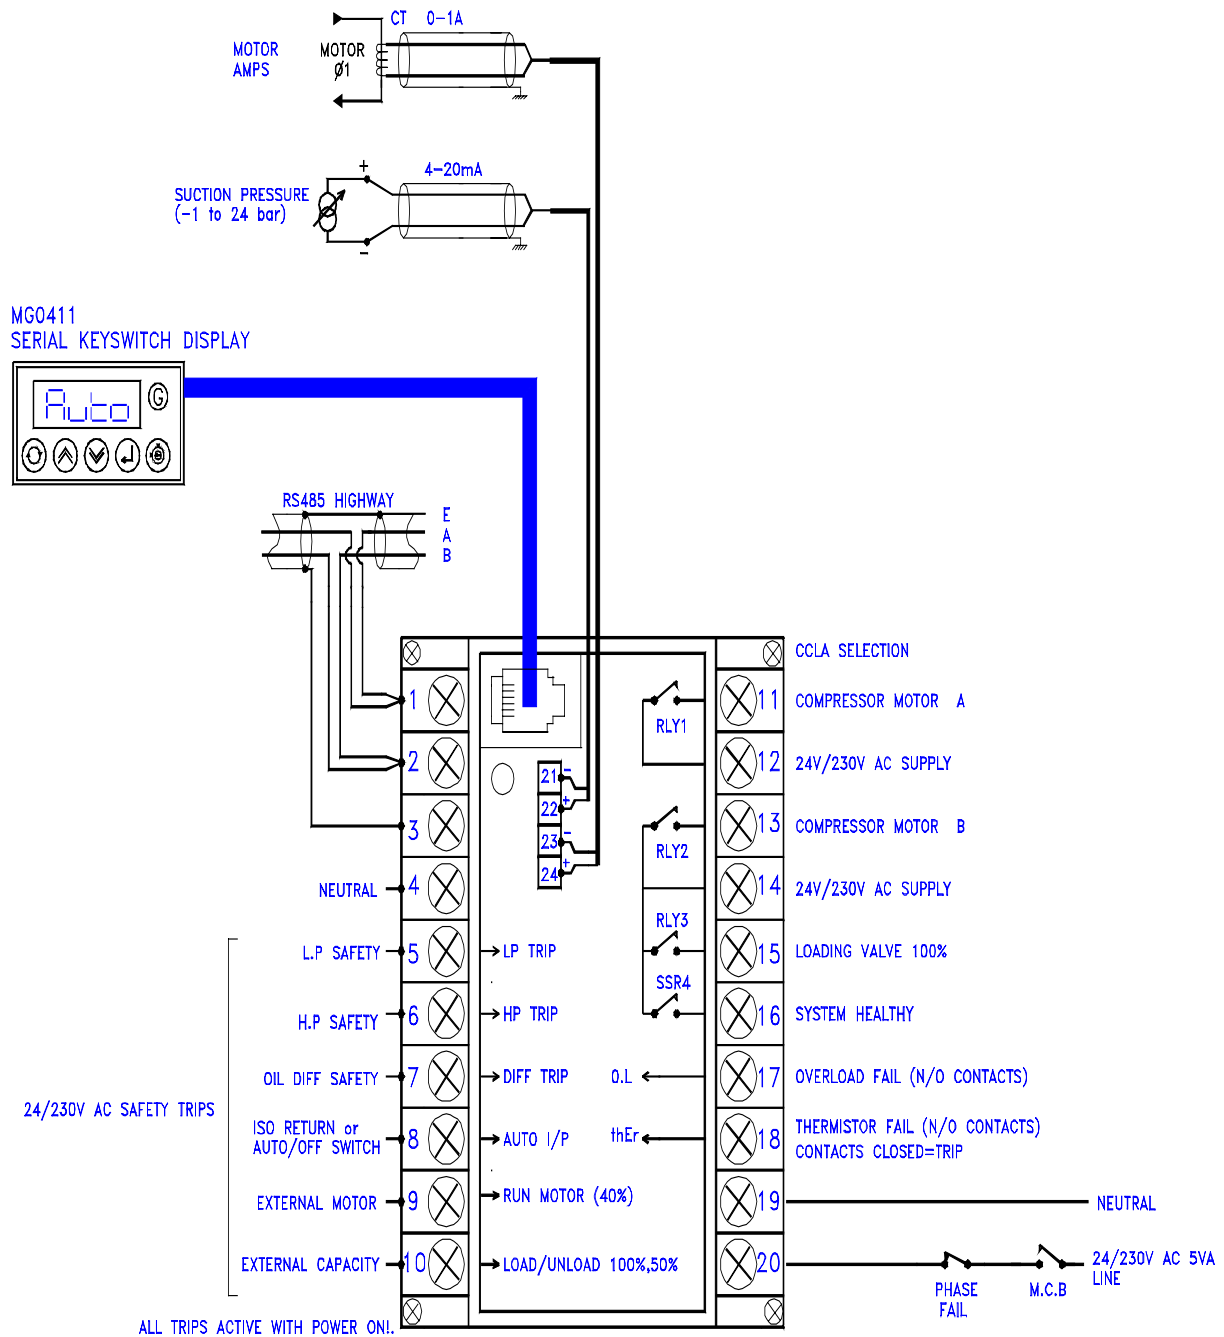 CT 0-1A
MOTOR
AMPS
MOTOR
Ø1
+
4-20mA
SUCTION PRESSURE
(-1 to 24 bar)
-
MG0411
SERIAL KEYSWITCH DISPLAY
Auto
G
RS485 HIGHWAY
E
A
B
CCLA SELECTION
1
11
COMPRESSOR MOTOR A
RLY1
2
12
24V/230V AC SUPPLY
21
-
22
+
23
-
24
+
3
13
COMPRESSOR MOTOR B
RLY2
NEUTRAL
4
14
24V/230V AC SUPPLY
RLY3
L.P SAFETY
5
LP TRIP
15
LOADING VALVE 100%
SSR4
H.P SAFETY
6
HP TRIP
16
SYSTEM HEALTHY
OIL DIFF SAFETY
7
DIFF TRIP
O.L
17
OVERLOAD FAIL (N/O CONTACTS)
24/230V AC SAFETY TRIPS
ISO RETURN or
AUTO/OFF SWITCH
8
AUTO I/P
thEr
18
THERMISTOR FAIL (N/O CONTACTS)
CONTACTS CLOSED=TRIP
EXTERNAL MOTOR
9
RUN MOTOR (40%)
19
NEUTRAL
EXTERNAL CAPACITY
10
LOAD/UNLOAD 100%,50%
20
PHASE
FAIL
M.C.B
24/230V AC 5VA
LINE
ALL TRIPS ACTIVE WITH POWER ON!.